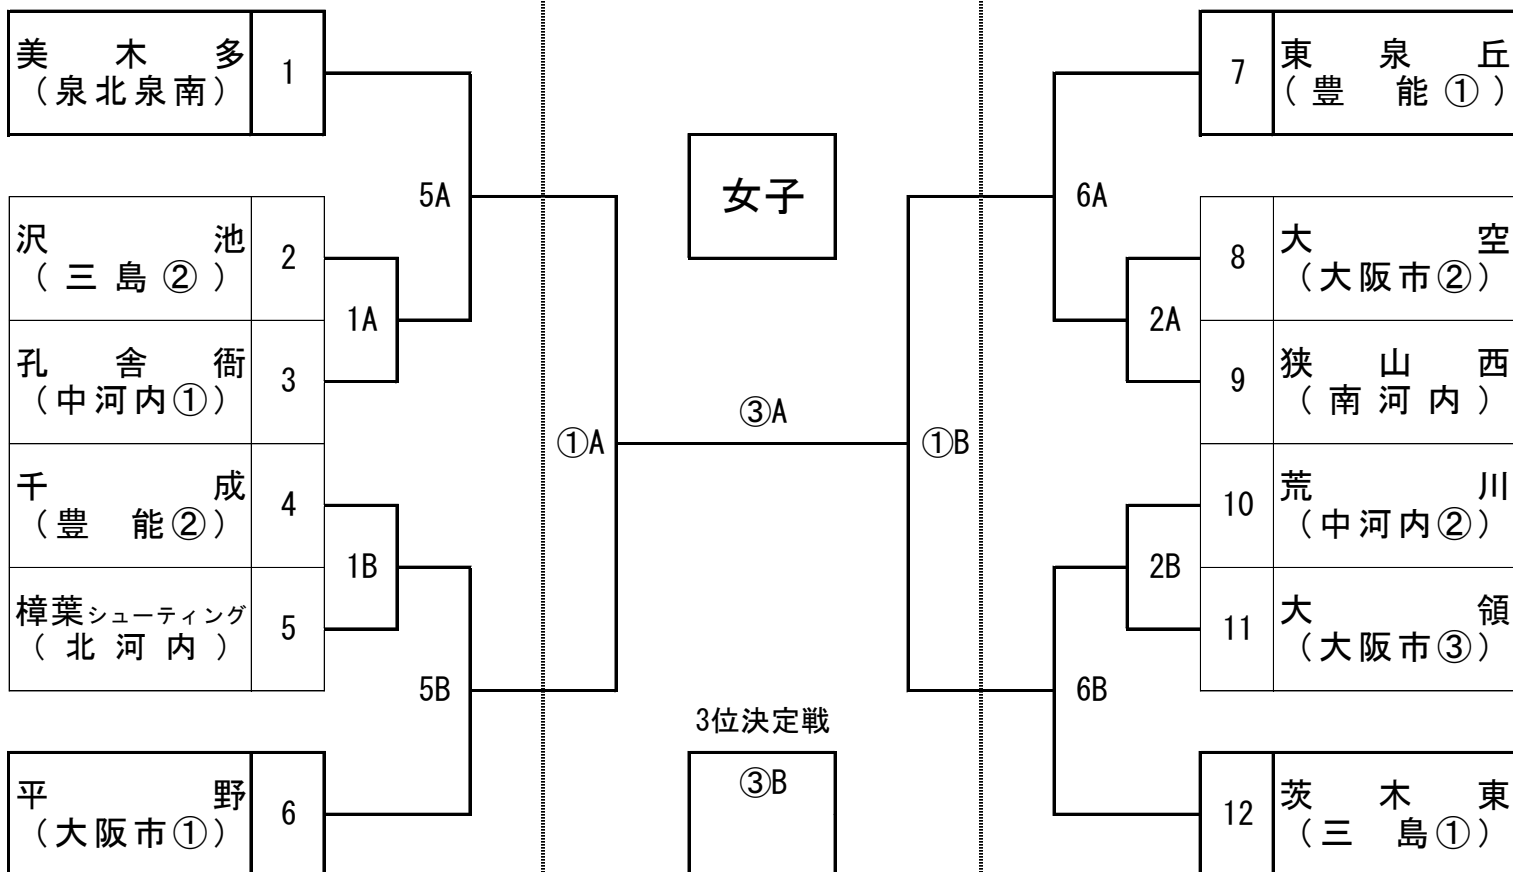 美木多
（泉北泉南）
1
沢池
（三島②）
2
孔舎衙
（中河内①）
3
千成
（豊能②）
4
樟葉シューティング
（北河内）
5
平野
（大阪市①）
6
5A
1A
1B
5B
①A
女子
③A
3位決定戦
③B
①B
6A
2A
2B
6B
7
東泉丘
（豊能①）
8
大空
（大阪市②）
9
狭山西
（南河内）
10
荒川
（中河内②）
11
大領
（大阪市③）
12
茨木東
（三島①）